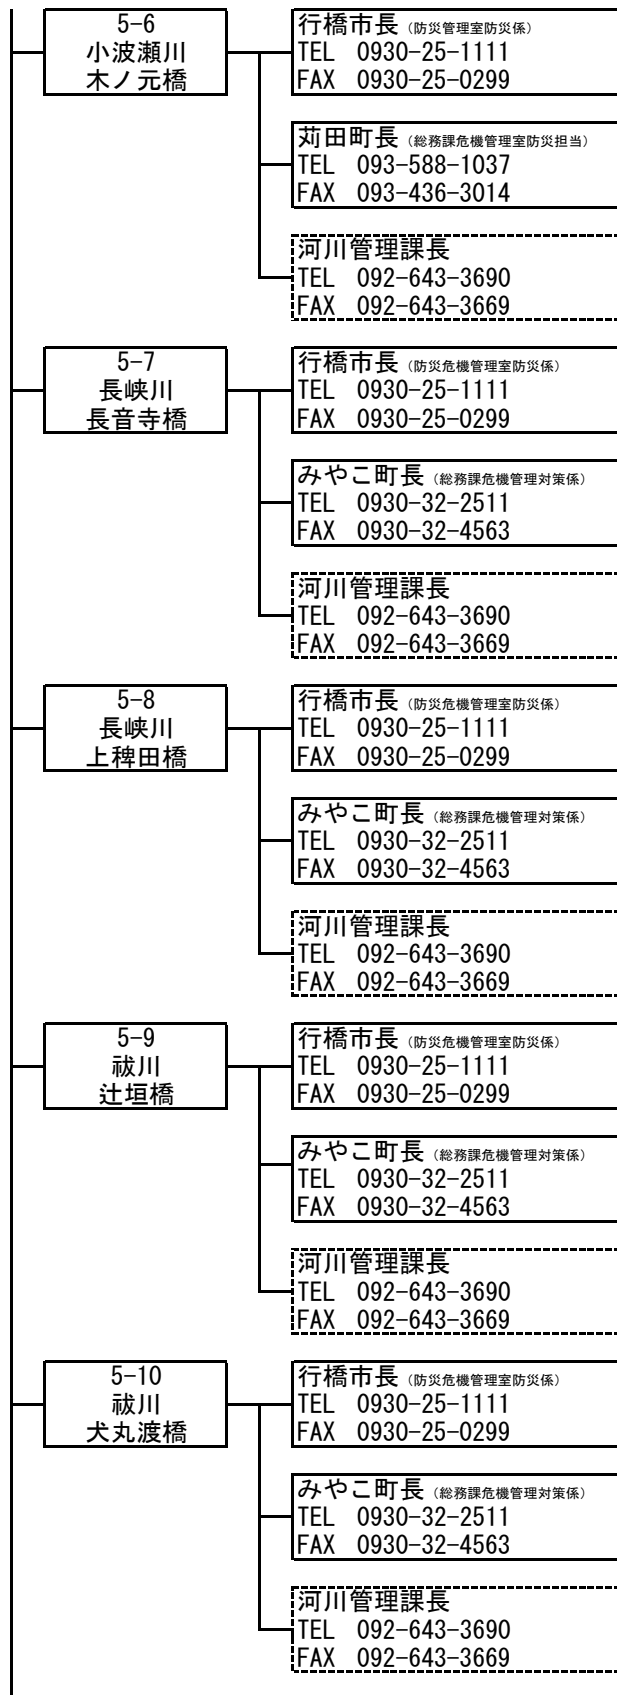 5-6
小波瀬川
木ノ元橋
行橋市長 (防災管理室防災係)
TEL 0930-25-1111
FAX 0930-25-0299
苅田町長 (総務課危機管理室防災担当)
TEL 093-588-1037
FAX 093-436-3014
河川管理課長
TEL 092-643-3690
FAX 092-643-3669
5-7
長峡川
長音寺橋
行橋市長 (防災危機管理室防災係)
TEL 0930-25-1111
FAX 0930-25-0299
みやこ町長 (総務課危機管理対策係)
TEL 0930-32-2511
FAX 0930-32-4563
河川管理課長
TEL 092-643-3690
FAX 092-643-3669
5-8
長峡川
上稗田橋
行橋市長 (防災危機管理室防災係)
TEL 0930-25-1111
FAX 0930-25-0299
みやこ町長 (総務課危機管理対策係)
TEL 0930-32-2511
FAX 0930-32-4563
河川管理課長
TEL 092-643-3690
FAX 092-643-3669
5-9
祓川
辻垣橋
行橋市長 (防災危機管理室防災係)
TEL 0930-25-1111
FAX 0930-25-0299
みやこ町長 (総務課危機管理対策係)
TEL 0930-32-2511
FAX 0930-32-4563
河川管理課長
TEL 092-643-3690
FAX 092-643-3669
5-10
祓川
犬丸渡橋
行橋市長 (防災危機管理室防災係)
TEL 0930-25-1111
FAX 0930-25-0299
みやこ町長 (総務課危機管理対策係)
TEL 0930-32-2511
FAX 0930-32-4563
河川管理課長
TEL 092-643-3690
FAX 092-643-3669